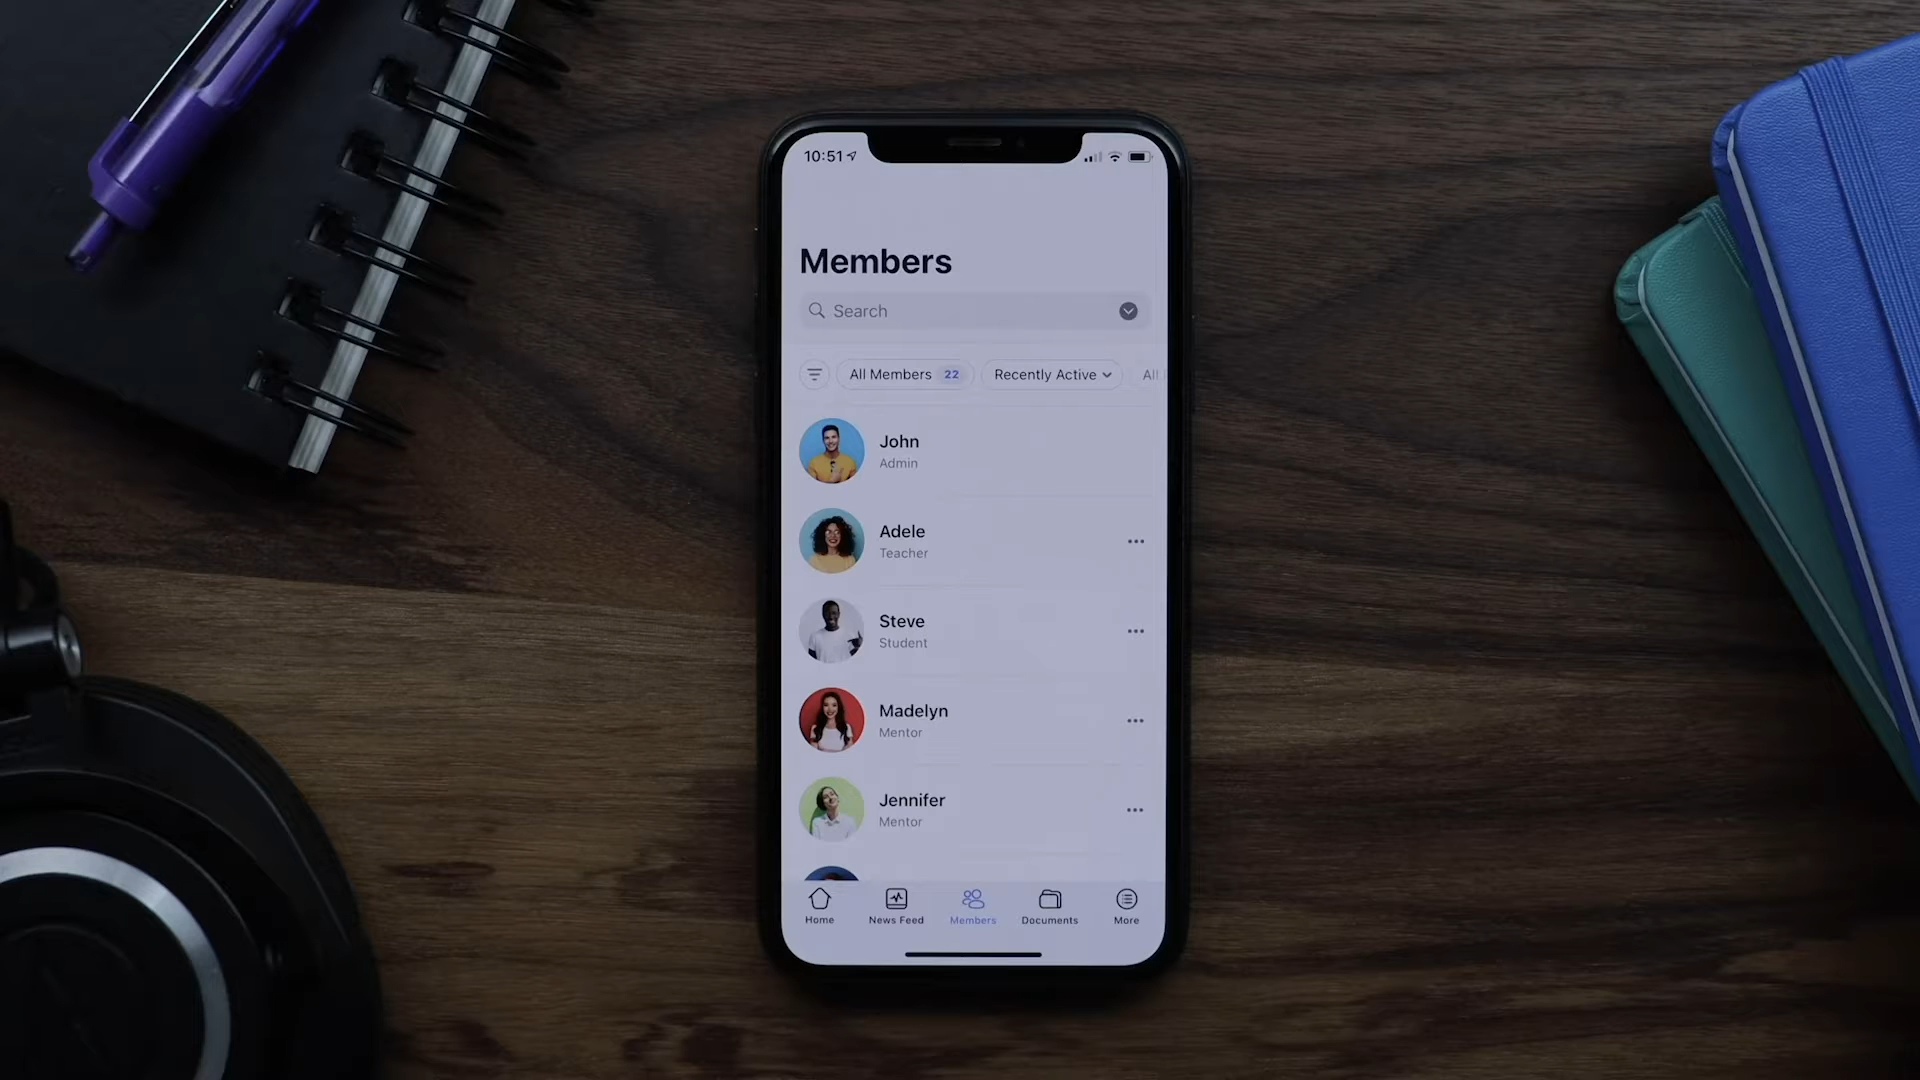 10:51
Members
Search
All Members 22 Recently Active All
John
Admin
Adele
Teacher
Steve
Student
Madelyn
Mentor
Jennifer
Mentor
Home News Feed Members Documents More